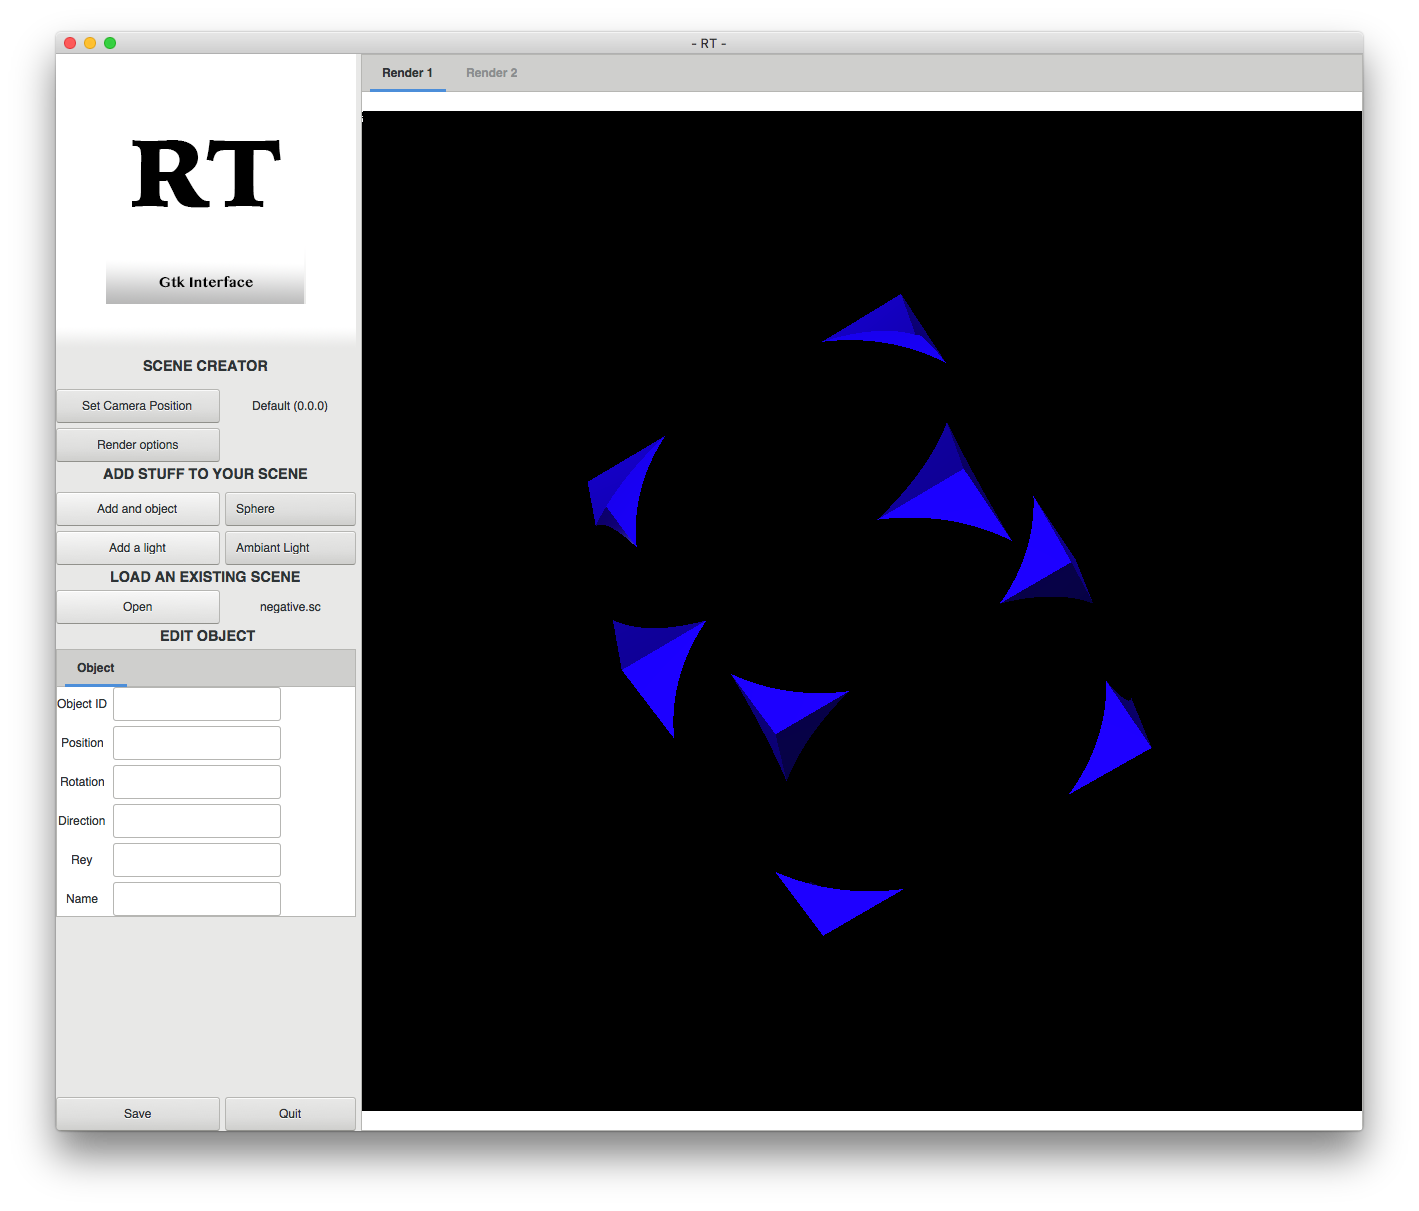 - RT -
RT
Gtk Interface
SCENE CREATOR
Set Camera Position
Default (0.0.0)
Render options
ADD STUFF TO YOUR SCENE
Add and object
Sphere
Add a light
Ambiant Light
LOAD AN EXISTING SCENE
Open
negative.sc
EDIT OBJECT
Object
Object ID
Position
Rotation
Direction
Rey
Name
Save
Quit
Render 1
Render 2